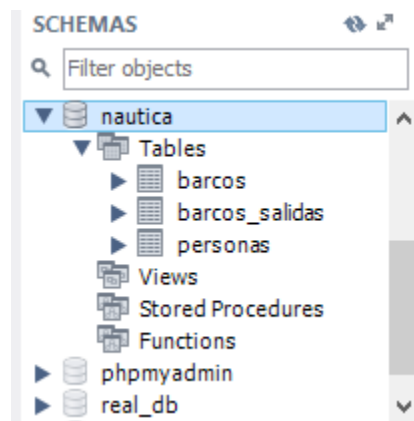 SCHEMAS
Filter objects
nautica
Tables
barcos
barcos_salidas
personas
Views
Stored Procedures
Functions
phpmyadmin
real_db